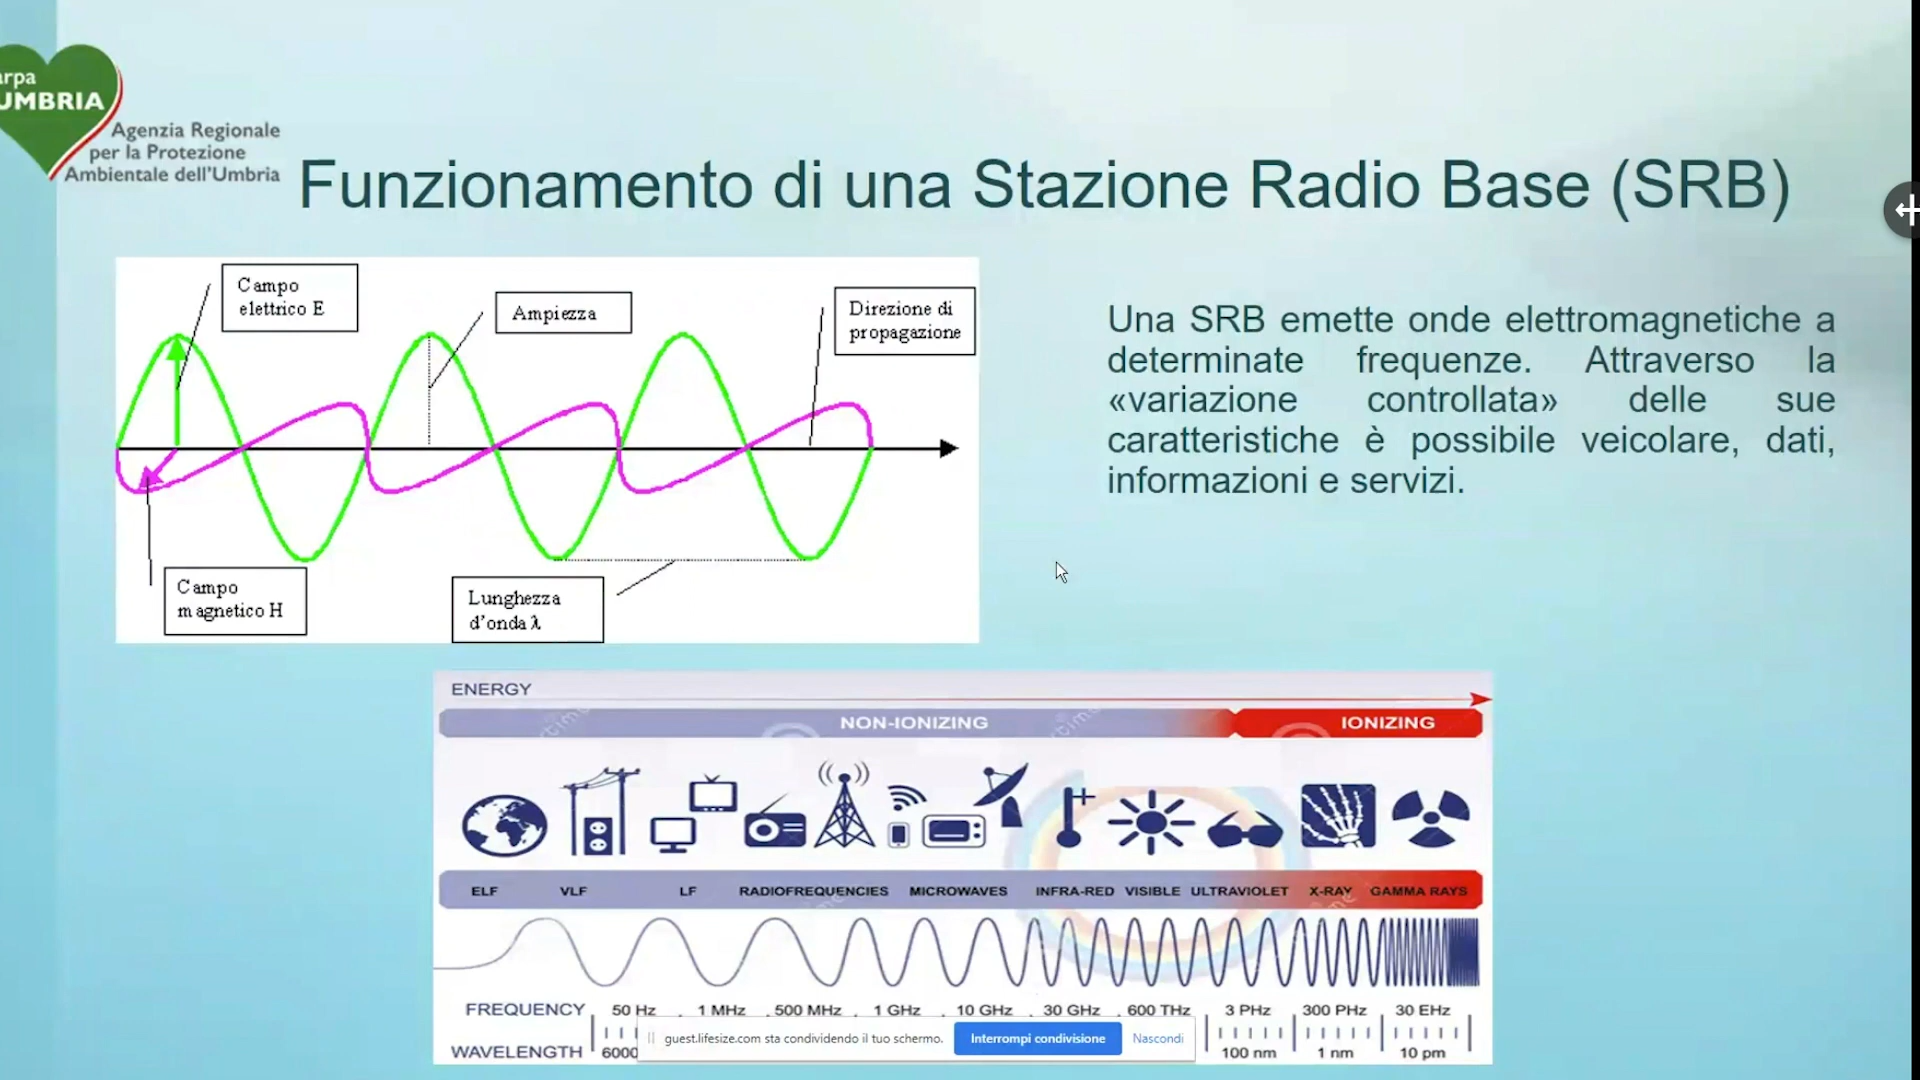 arpa
UMBRIA
Agenzia Regionale
per la Protezione
Ambientale dell'Umbria
Funzionamento di una Stazione Radio Base (SRB)
Campo
elettrico E
Ampiezza
Direzione di
propagazione
Campo
magnetico H
Lunghezza
d'onda λ
Una SRB emette onde elettromagnetiche a
determinate frequenze. Attraverso la
«variazione controllata» delle sue
caratteristiche è possibile veicolare, dati,
informazioni e servizi.
ENERGY
NON-IONIZING IONIZING
ELF VLF LF RADIOFREQUENCIES MICROWAVES INFRA-RED VISIBLE ULTRAVIOLET X-RAY GAMMA RAYS
FREQUENCY 50 Hz 1 MHz 500 MHz 1 GHz 10 GHz 30 GHz 600 THz 3 PHz 300 PHz 30 EHz
guest.lifesize.com sta condividendo il tuo schermo. Interrompi condivisione Nascondi
WAVELENGTH 6000 100 nm 1 nm 10 pm